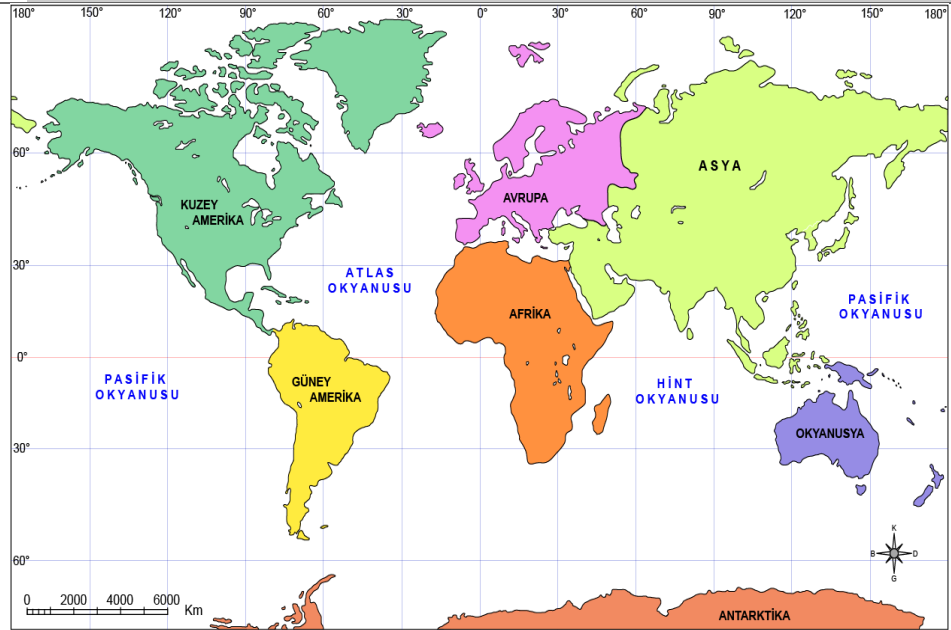 180° 150 120 90 60 30 0° 30 60 90 120 150 180°
60°
ASYA
AVRUPA
KUZEY
AMERİKA
30°
ATLAS
OKYANUSU
PASİFİK
OKYANUSU
AFRİKA
0°
PASİFİK
OKYANUSU
GÜNEY
AMERİKA
HİNT
OKYANUSU
OKYANUSYA
30°
K
B D
G
60°
0 2000 4000 6000 Km
ANTARKTİKA